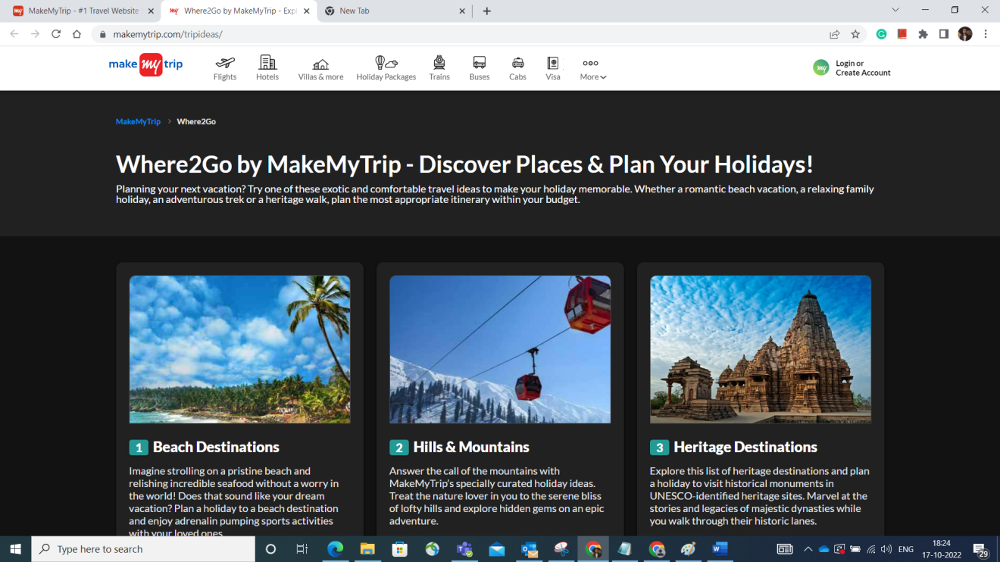 MakeMyTrip - #1 Travel Website
Where2Go by MakeMyTrip - Expl
New Tab
makemytrip.com/tripideas/
make my trip
Flights
Hotels
Villas & more
Holiday Packages
Trains
Buses
Cabs
Visa
More
my
Login or
Create Account
MakeMyTrip > Where2Go
Where2Go by MakeMyTrip - Discover Places & Plan Your Holidays!
Planning your next vacation? Try one of these exotic and comfortable travel ideas to make your holiday memorable. Whether a romantic beach vacation, a relaxing family
holiday, an adventurous trek or a heritage walk, plan the most appropriate itinerary within your budget.
1 Beach Destinations
Imagine strolling on a pristine beach and
relishing incredible seafood without a worry in
the world! Does that sound like your dream
vacation? Plan a holiday to a beach destination
and enjoy adrenalin pumping sports activities
with your loved ones
2 Hills & Mountains
Answer the call of the mountains with
MakeMyTrip's specially curated holiday ideas.
Treat the nature lover in you to the serene bliss
of lofty hills and explore hidden gems on an epic
adventure.
3 Heritage Destinations
Explore this list of heritage destinations and plan
a holiday to visit historical monuments in
UNESCO-identified heritage sites. Marvel at the
stories and legacies of majestic dynasties while
you walk through their historic lanes.
Type here to search
ENG
18:24
17-10-2022
29